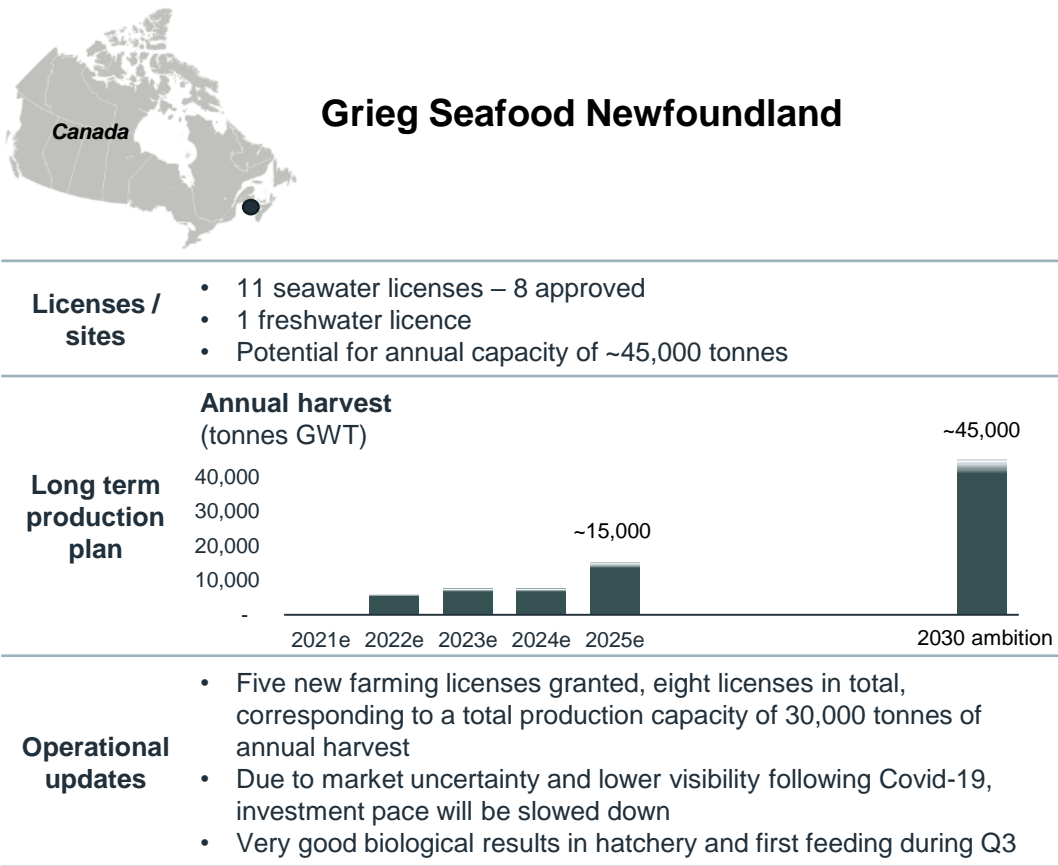 Canada
Grieg Seafood Newfoundland
Licenses /
sites
• 11 seawater licenses – 8 approved
• 1 freshwater licence
• Potential for annual capacity of ~45,000 tonnes
Long term
production
plan
Annual harvest
(tonnes GWT)
40,000
30,000
20,000
10,000
-
~15,000
~45,000
2021e 2022e 2023e 2024e 2025e 2030 ambition
Operational
updates
• Five new farming licenses granted, eight licenses in total,
corresponding to a total production capacity of 30,000 tonnes of
annual harvest
• Due to market uncertainty and lower visibility following Covid-19,
investment pace will be slowed down
• Very good biological results in hatchery and first feeding during Q3